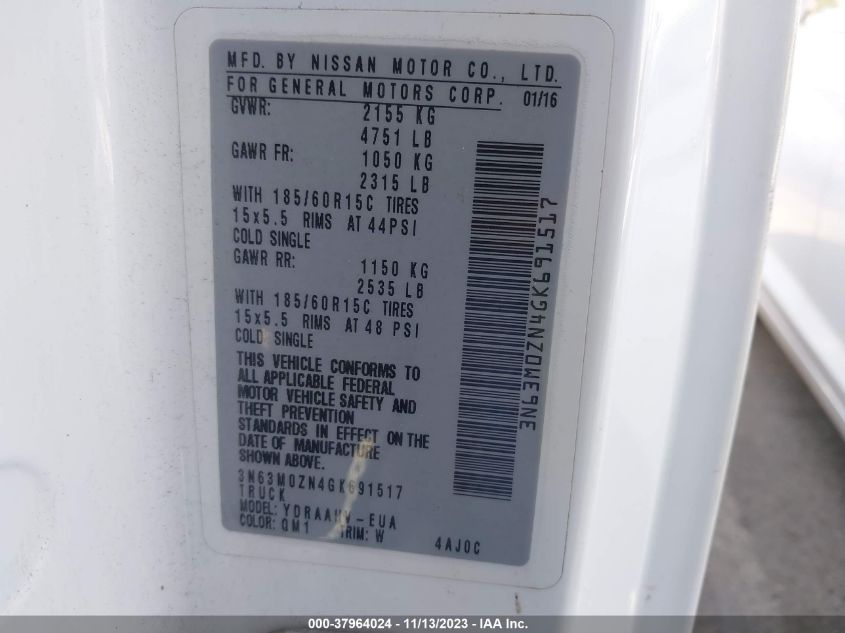 MFD. BY NISSAN MOTOR CO., LTD.
FOR GENERAL MOTORS CORP. 01/16
GVWR: 2155 KG
4751 LB
GAWR FR: 1050 KG
2315 LB
WITH 185/60R15C TIRES
15x5.5 RIMS AT 44PSI
COLD SINGLE
GAWR RR: 1150 KG
2535 LB
WITH 185/60R15C TIRES
15x5.5 RIMS AT 48 PSI
COLD SINGLE
THIS VEHICLE CONFORMS TO
ALL APPLICABLE FEDERAL
MOTOR VEHICLE SAFETY AND
THEFT PREVENTION
STANDARDS IN EFFECT ON THE
DATE OF MANUFACTURE
SHOWN ABOVE.
3N63M0ZN4GK691517
TRUCK
MODEL: -EUA
COLOR: QM1 TRIM: W 4AJ0C
3N63M0ZN4GK691517
000-37964024 - 11/13/2023 - IAA Inc.